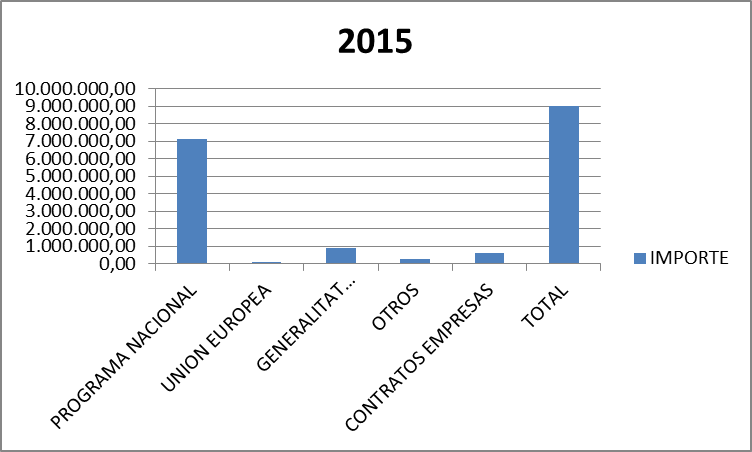 2015
10.000.000,00
9.000.000,00
8.000.000,00
7.000.000,00
6.000.000,00
5.000.000,00
4.000.000,00
3.000.000,00
2.000.000,00
1.000.000,00
0,00
PROGRAMA NACIONAL
UNION EUROPEA
GENERALITAT...
OTROS
CONTRATOS EMPRESAS
TOTAL
IMPORTE